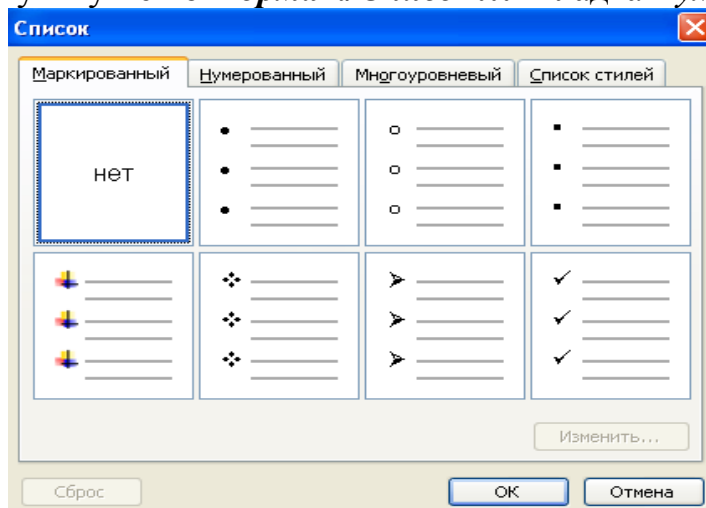 Список
Маркированный Нумерованный Многоуровневый Список стилей
нет
Изменить...
Сброс ОК Отмена